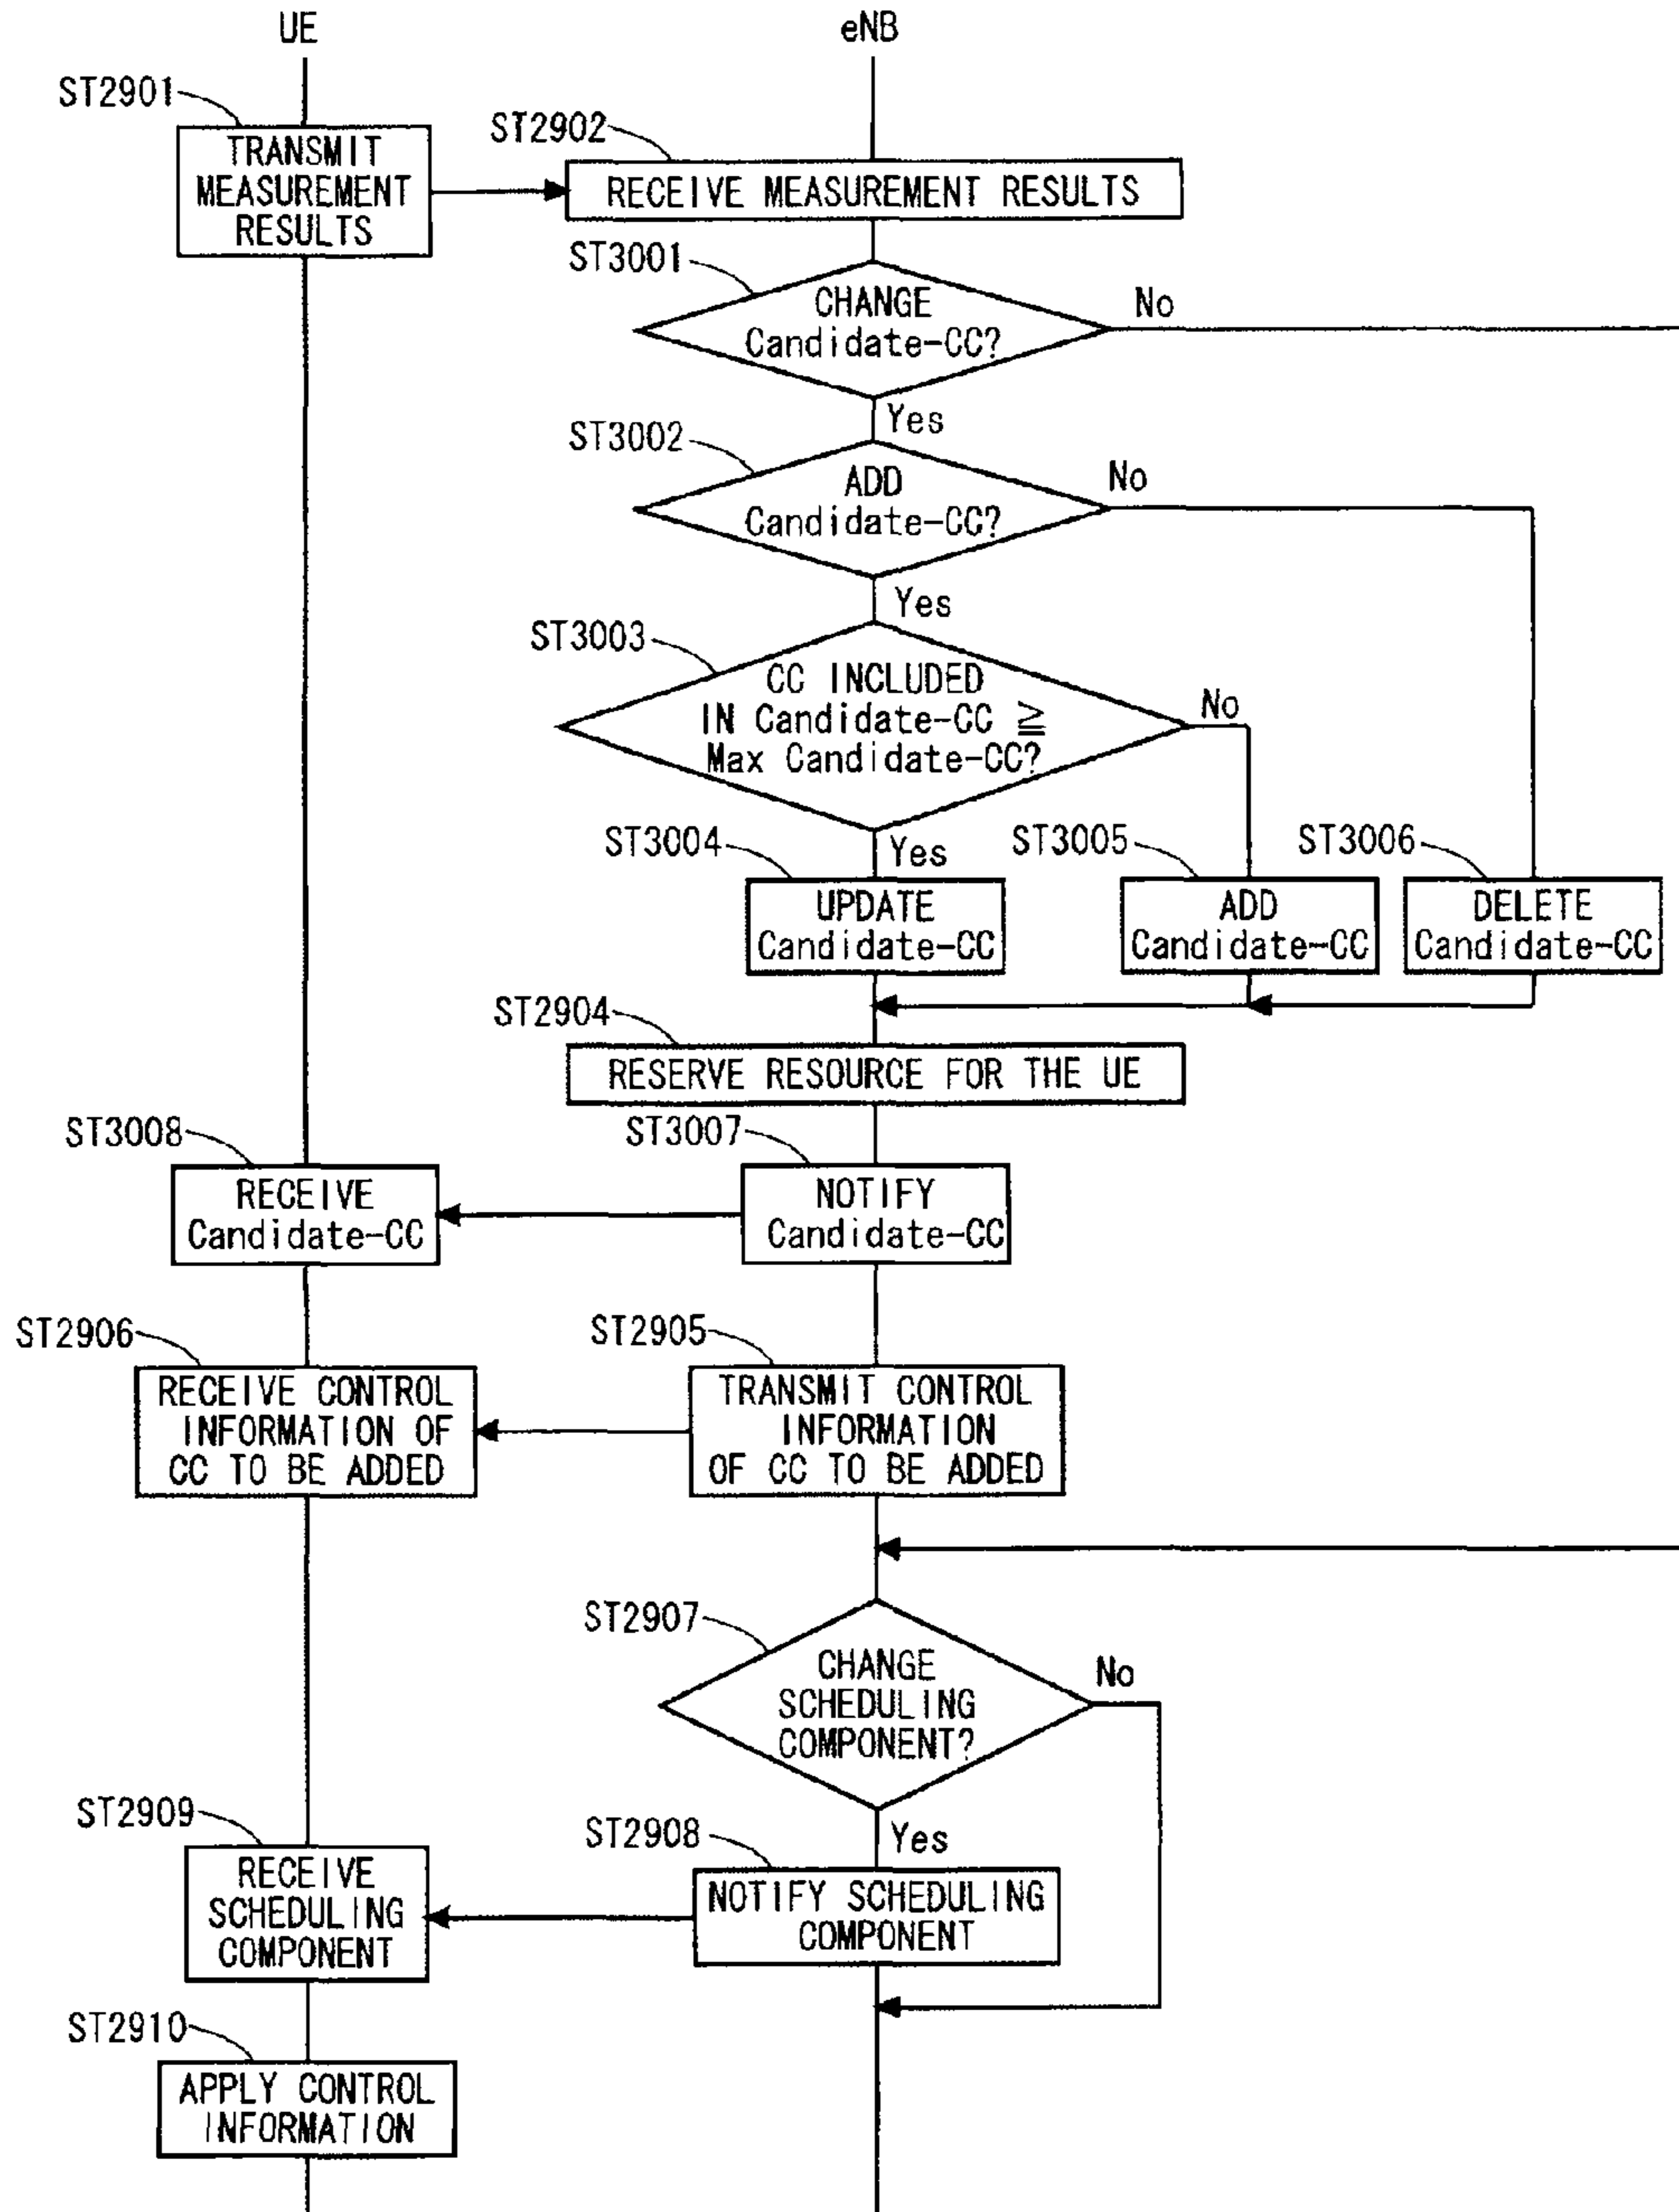 UE
eNB
ST2901
TRANSMIT
MEASUREMENT
RESULTS
ST2902
RECEIVE MEASUREMENT RESULTS
ST3001
CHANGE
Candidate-CC?
No
Yes
ST3002
ADD
Candidate-CC?
No
Yes
ST3003
CC INCLUDED
IN Candidate-CC ≧
Max Candidate-CC?
No
Yes
ST3004
UPDATE
Candidate-CC
ST3005
ADD
Candidate-CC
ST3006
DELETE
Candidate-CC
ST2904
RESERVE RESOURCE FOR THE UE
ST3008
RECEIVE
Candidate-CC
ST3007
NOTIFY
Candidate-CC
ST2906
RECEIVE CONTROL
INFORMATION OF
CC TO BE ADDED
ST2905
TRANSMIT CONTROL
INFORMATION
OF CC TO BE ADDED
ST2907
CHANGE
SCHEDULING
COMPONENT?
No
Yes
ST2909
RECEIVE
SCHEDULING
COMPONENT
ST2908
NOTIFY SCHEDULING
COMPONENT
ST2910
APPLY CONTROL
INFORMATION